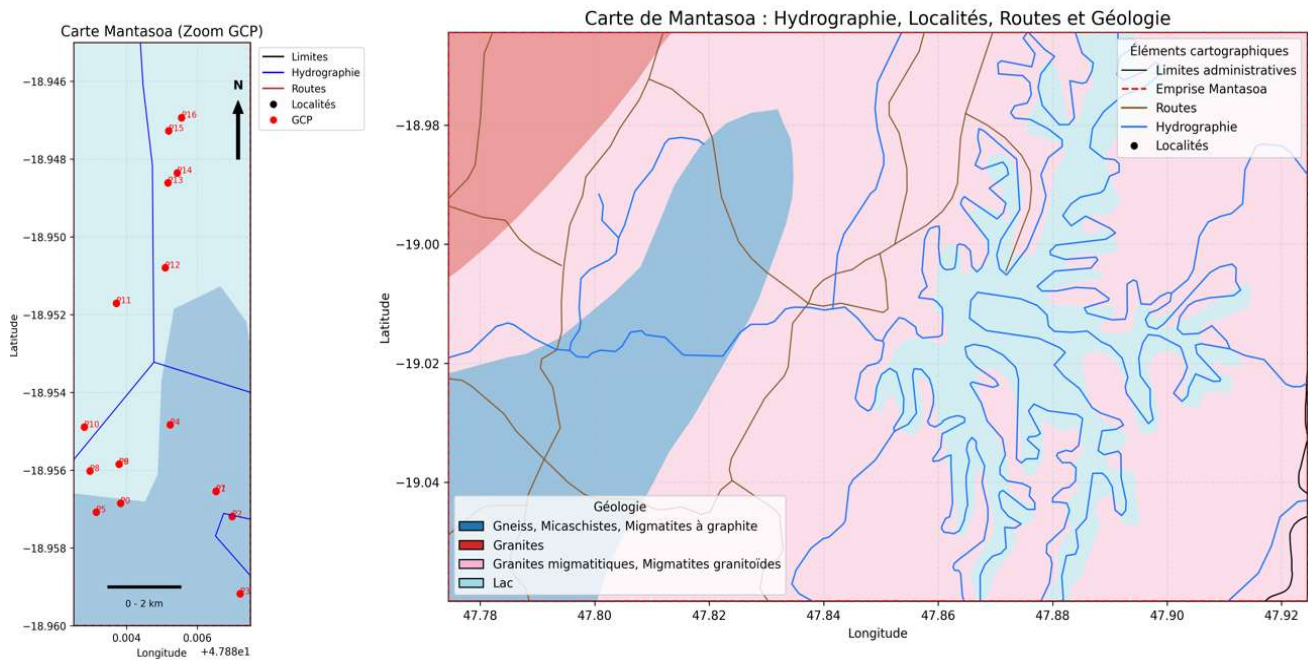 Carte Mantasoa (Zoom GCP)
Limites
Hydrographie
Routes
Localités
GCP
N
−18.946
−18.948
−18.950
−18.952
−18.954
−18.956
−18.958
−18.960
Latitude
P16
P15
P14
P13
P12
P11
P4
P10
P8
P0
P5
P2
P3
0 - 2 km
0.004
0.006
Longitude
+4.788e1
Carte de Mantasoa : Hydrographie, Localités, Routes et Géologie
Éléments cartographiques
Limites administratives
Emprise Mantasoa
Routes
Hydrographie
Localités
−18.98
−19.00
−19.02
−19.04
Latitude
Géologie
Gneiss, Micaschistes, Migmatites à graphite
Granites
Granites migmatitiques, Migmatites granitoïdes
Lac
47.78
47.80
47.82
47.84
47.86
47.88
47.90
47.92
Longitude